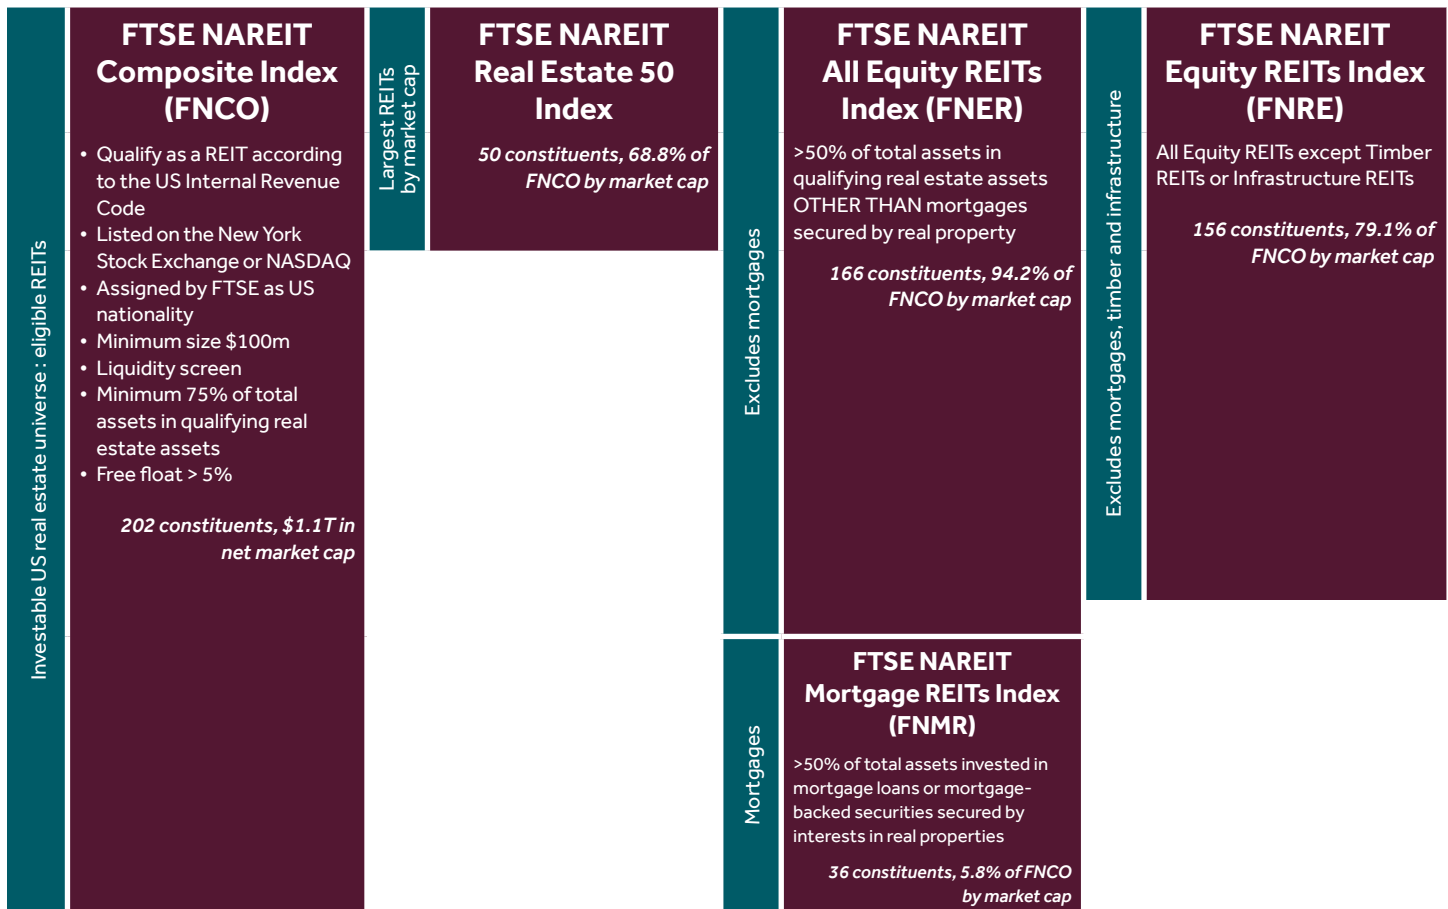 Investable US real estate universe : eligible REITs
FTSE NAREIT
Composite Index
(FNCO)
• Qualify as a REIT according
to the US Internal Revenue
Code
• Listed on the New York
Stock Exchange or NASDAQ
• Assigned by FTSE as US
nationality
• Minimum size $100m
• Liquidity screen
• Minimum 75% of total
assets in qualifying real
estate assets
• Free float > 5%
202 constituents, $1.1T in
net market cap
Largest REITs
by market cap
FTSE NAREIT
Real Estate 50
Index
50 constituents, 68.8% of
FNCO by market cap
Excludes mortgages
FTSE NAREIT
All Equity REITs
Index (FNER)
>50% of total assets in
qualifying real estate assets
OTHER THAN mortgages
secured by real property
166 constituents, 94.2% of
FNCO by market cap
Mortgages
FTSE NAREIT
Mortgage REITs Index
(FNMR)
>50% of total assets invested in
mortgage loans or mortgage-
backed securities secured by
interests in real properties
36 constituents, 5.8% of FNCO
by market cap
Excludes mortgages, timber and infrastructure
FTSE NAREIT
Equity REITs Index
(FNRE)
All Equity REITs except Timber
REITs or Infrastructure REITs
156 constituents, 79.1% of
FNCO by market cap